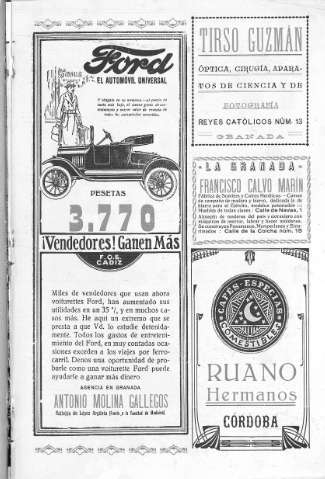 Ford
EL AUTOMÓVIL UNIVERSAL
PESETAS
3.770
¡Vendedores! Ganen Más
F.O.B.
CADIZ
Miles de vendedores que usan ahora
voiturettes Ford, han aumentado sus
utilidades en un 35 %, y en muchos ca-
sos más. He aquí un extremo que se
presta a que Vd. lo estudie detenida-
mente. Todos los gastos de entreteni-
miento del Ford, en muy contadas oca-
siones exceden a los viajes por ferro-
carril. Denos una oportunidad de pro-
barle como una voiturette Ford puede
ayudarle a ganar más dinero
AGENCIA EN GRANADA
ANTONIO MOLINA GALLEGOS
TIRSO GUZMÁN
ÓPTICA, CIRUGÍA, APARA-
TOS DE CIENCIA Y DE
FOTOGRAFÍA
REYES CATÓLICOS NÚM. 13
GRANADA
LA GRANADA
FRANCISCO CALVO MARÍN
Calle de Navas, 1
Calle de la Colcha núm. 15
CAFES-ESPECIAS
COMESTIBLES
RUANO
Hermanos
CÓRDOBA